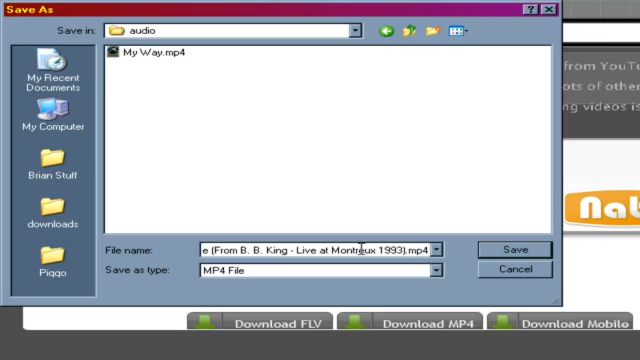 Save As
Save in: audio
My Way.mp4
My Recent
Documents
My Computer
Brian Stuff
downloads
Piqqo
File name: e (From B. B. King - Live at Montreux 1993).mp4
Save
Save as type: MP4 File
Cancel
from YouTu
ots of other
ng videos is
Download FLV
Download MP4
Download Mobile